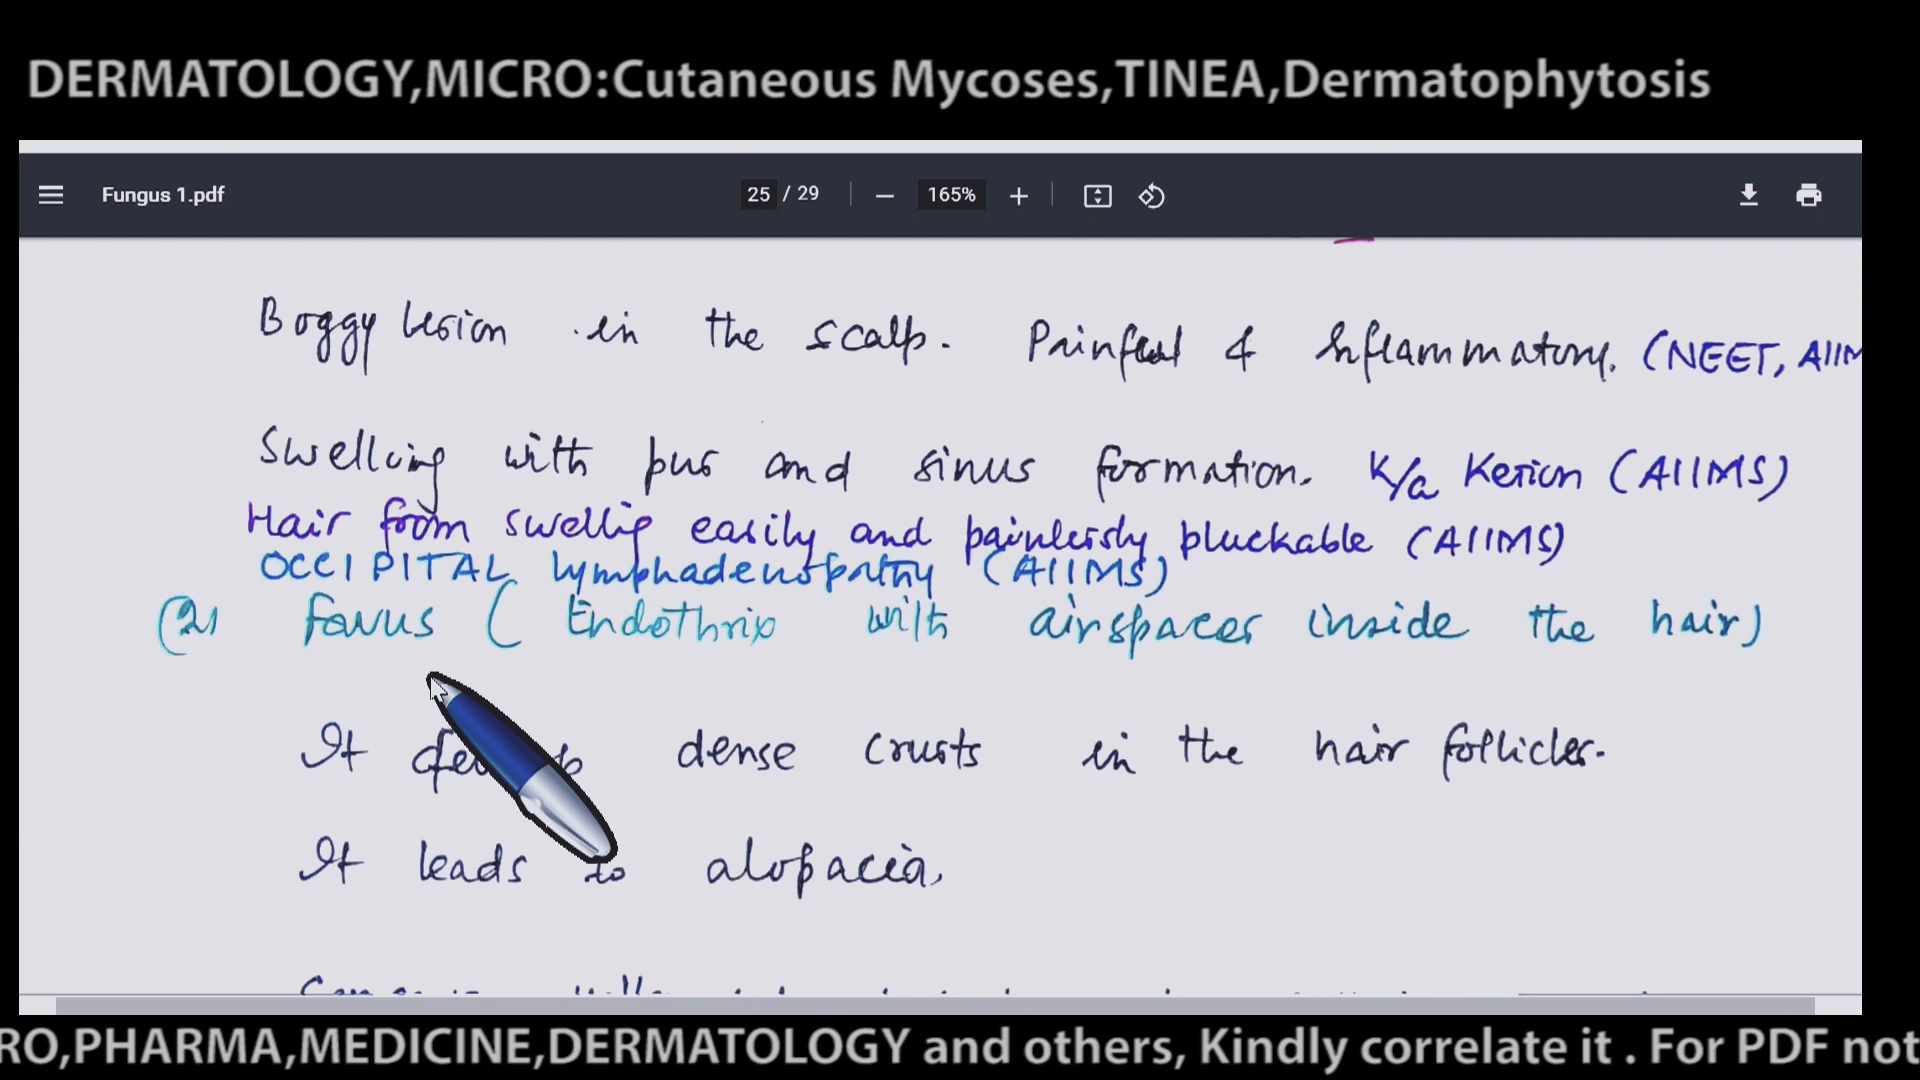 DERMATOLOGY,MICRO:Cutaneous Mycoses,TINEA,Dermatophytosis
Fungus 1.pdf
25 / 29
165%
Boggy lesion in the scalp. Painful & Inflammatory. (NEET, AIIM
Swelling with pus and sinus formation. K/a Kerion (AIIMS)
Hair from swellig easily and painlessly pluckable (AIIMS)
OCCIPITAL lymphadenopathy (AIIMS)
(2) Favus ( Endothrix with airspaces inside the hair)
It dense crusts in the hair follicles.
It leads to alopacia.
RO,PHARMA,MEDICINE,DERMATOLOGY and others, Kindly correlate it . For PDF not